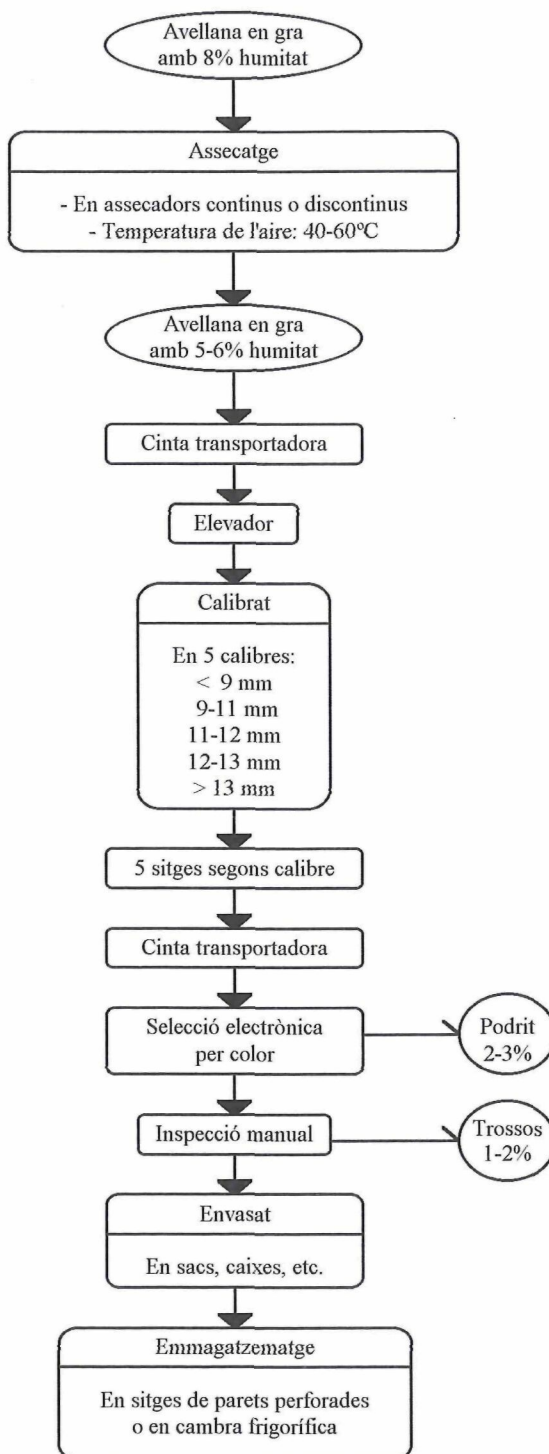 Avellana en gra
amb 8% humitat
Assecatge
- En assecadors continus o discontinus
- Temperatura de l'aire: 40-60ºC
Avellana en gra
amb 5-6% humitat
Cinta transportadora
Elevador
Calibrat
En 5 calibres:
< 9 mm
9-11 mm
11-12 mm
12-13 mm
> 13 mm
5 sitges segons calibre
Cinta transportadora
Selecció electrònica
per color
Podrit
2-3%
Inspecció manual
Trossos
1-2%
Envasat
En sacs, caixes, etc.
Emmagatzematge
En sitges de parets perforades
o en cambra frigorífica